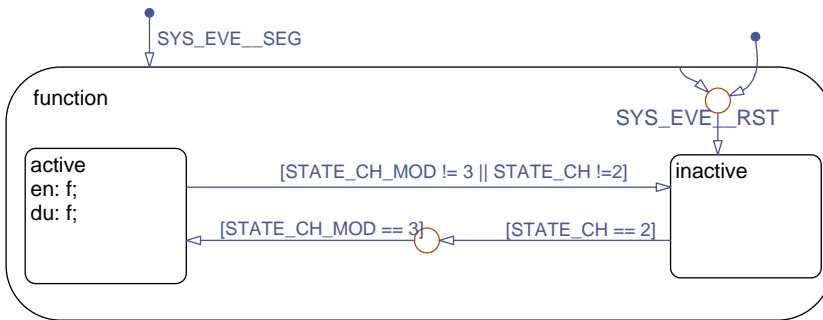 SYS_EVE__SEG
function
SYS_EVE__RST
active
en: f;
du: f;
[STATE_CH_MOD != 3 || STATE_CH !=2]
inactive
[STATE_CH_MOD == 3]
[STATE_CH == 2]